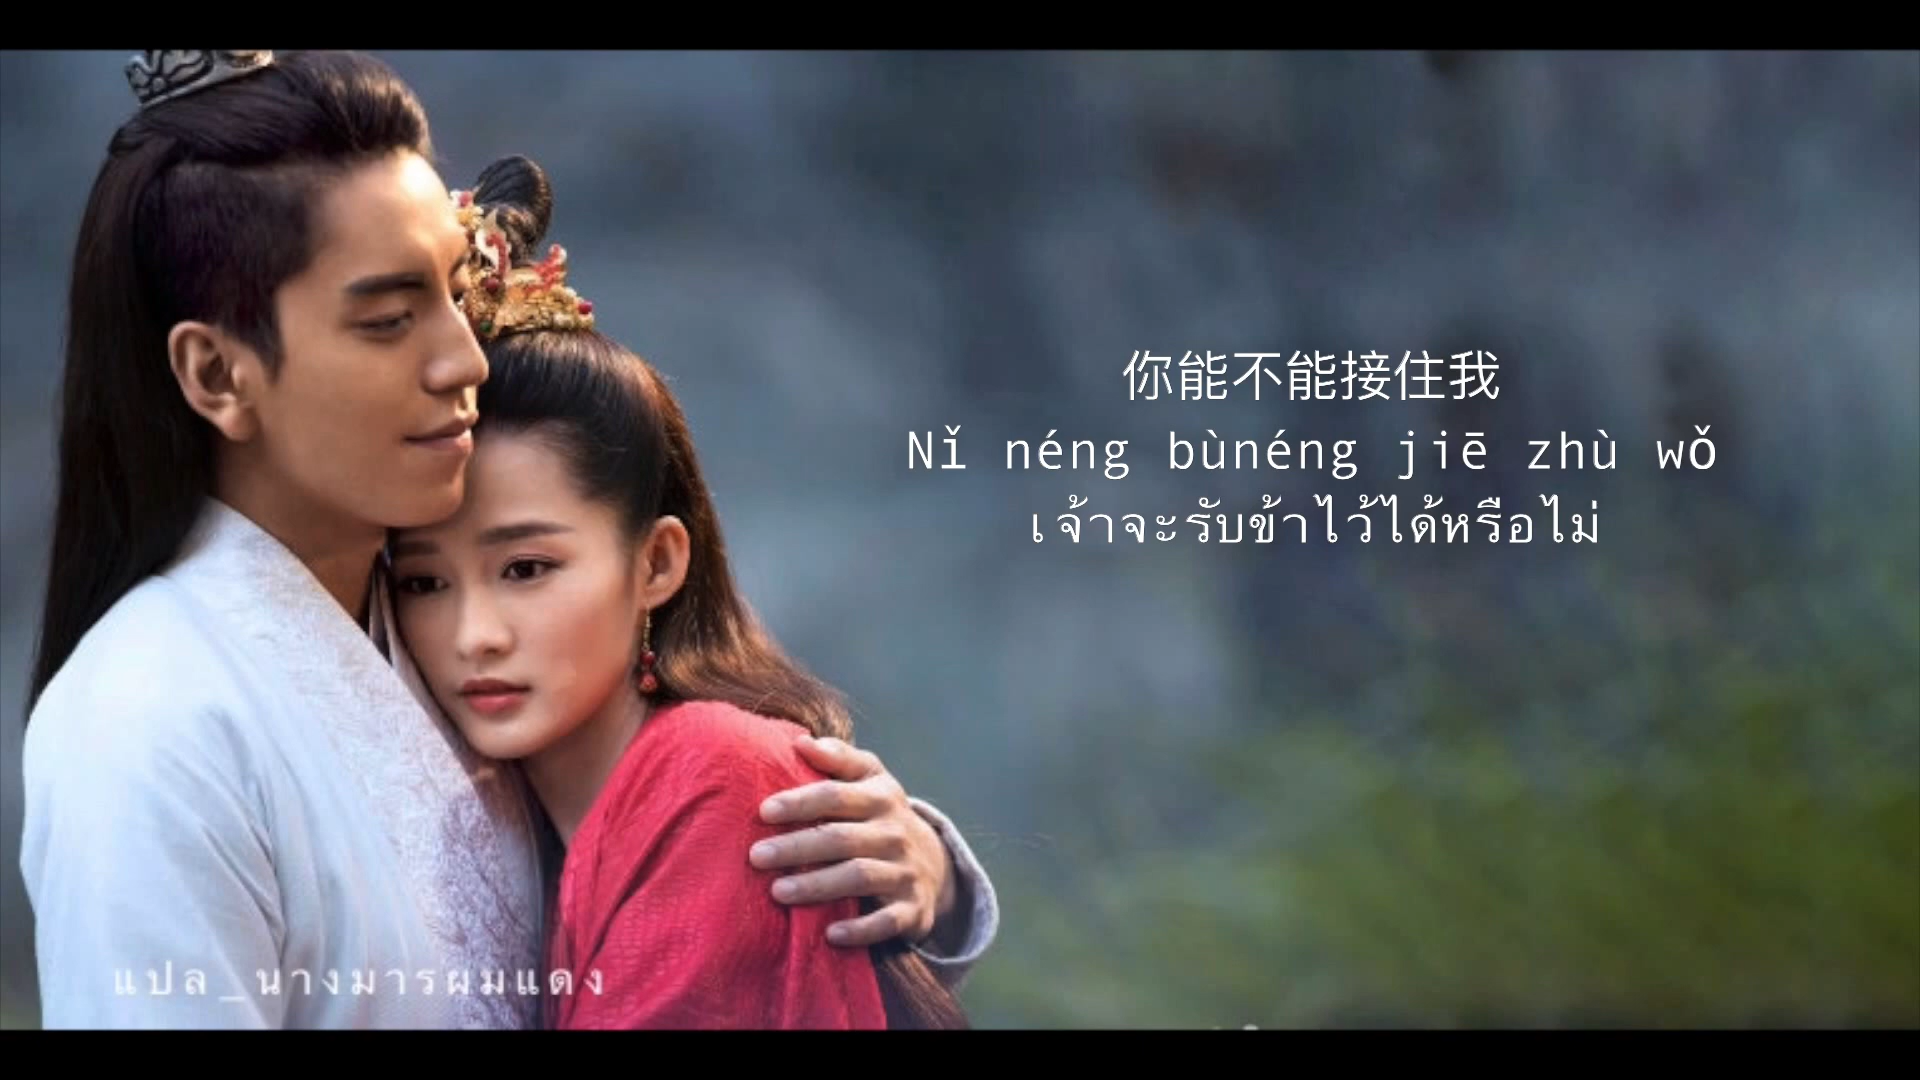 你能不能接住我
Nǐ néng bùnéng jiē zhù wǒ
เจ้าจะรับข้าไว้ได้หรือไม่
แปล_นางมารผมแดง